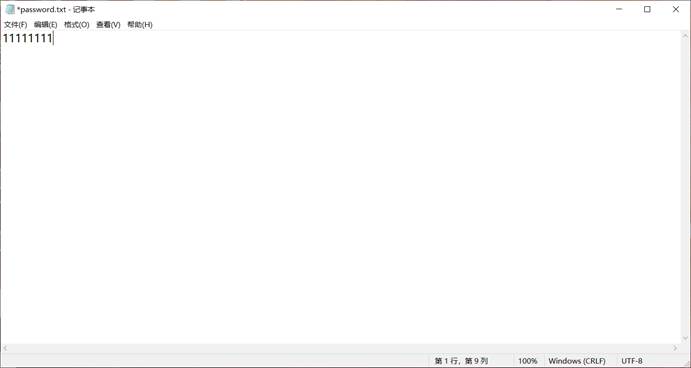 *password.txt - 记事本
文件(F) 编辑(E) 格式(O) 查看(V) 帮助(H)
11111111
第 1 行，第 9 列 100% Windows (CRLF) UTF-8